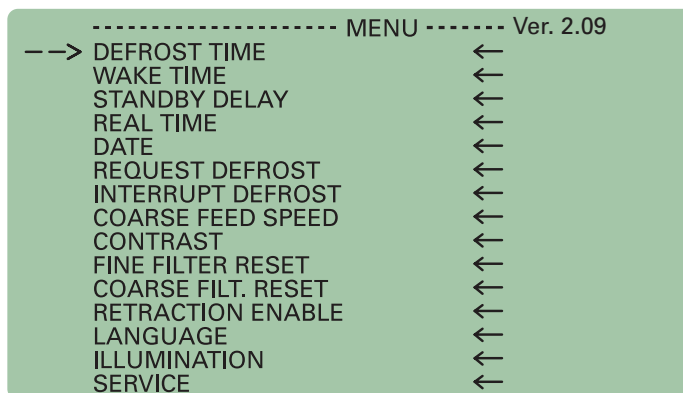 --------------------- MENU ------- Ver. 2.09
––> DEFROST TIME ←
WAKE TIME ←
STANDBY DELAY ←
REAL TIME ←
DATE ←
REQUEST DEFROST ←
INTERRUPT DEFROST ←
COARSE FEED SPEED ←
CONTRAST ←
FINE FILTER RESET ←
COARSE FILT. RESET ←
RETRACTION ENABLE ←
LANGUAGE ←
ILLUMINATION ←
SERVICE ←